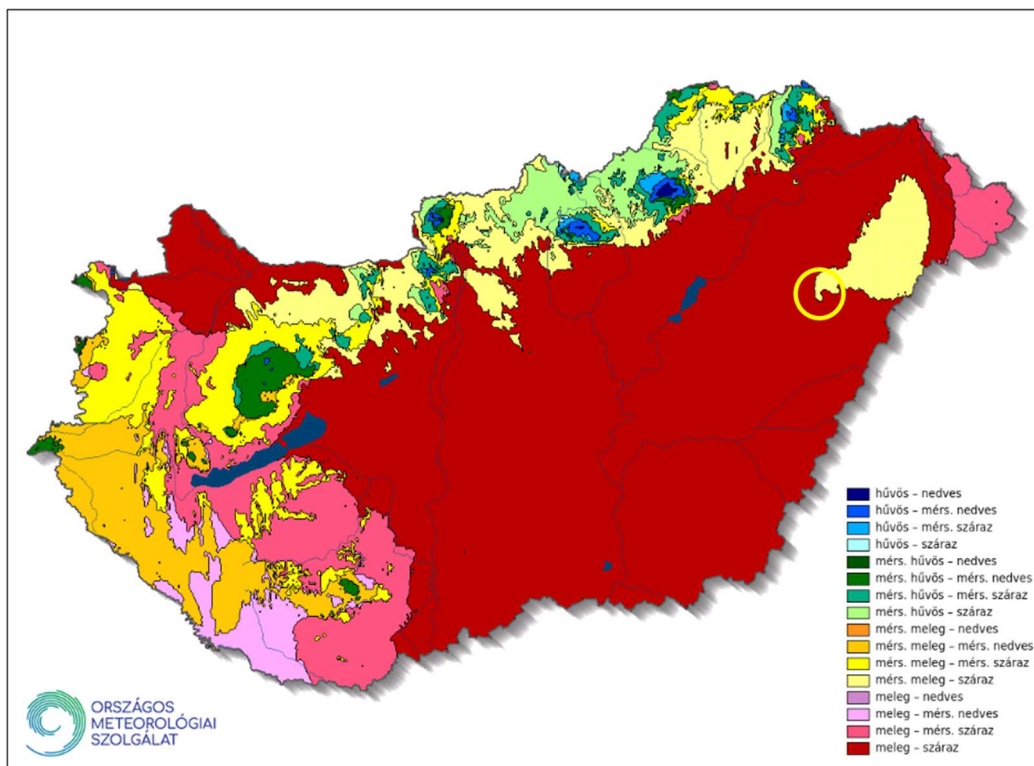 hűvös – nedves
hűvös – mérs. nedves
hűvös – mérs. száraz
hűvös – száraz
mérs. hűvös – nedves
mérs. hűvös – mérs. nedves
mérs. hűvös – mérs. száraz
mérs. hűvös – száraz
mérs. meleg – nedves
mérs. meleg – mérs. nedves
mérs. meleg – mérs. száraz
mérs. meleg – száraz
meleg – nedves
meleg – mérs. nedves
meleg – mérs. száraz
meleg – száraz
ORSZÁGOS
METEOROLÓGIAI
SZOLGÁLAT